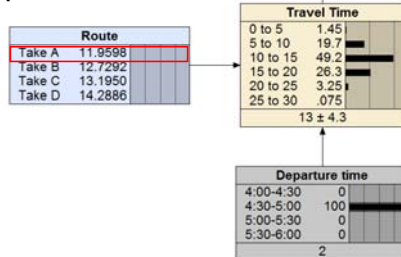 Route
Take A 11.9598
Take B 12.7292
Take C 13.1950
Take D 14.2886
Travel Time
0 to 5 1.45
5 to 10 19.7
10 to 15 49.2
15 to 20 26.3
20 to 25 3.25
25 to 30 .075
13 ± 4.3
Departure time
4:00-4:30 0
4:30-5:00 100
5:00-5:30 0
5:30-6:00 0
2